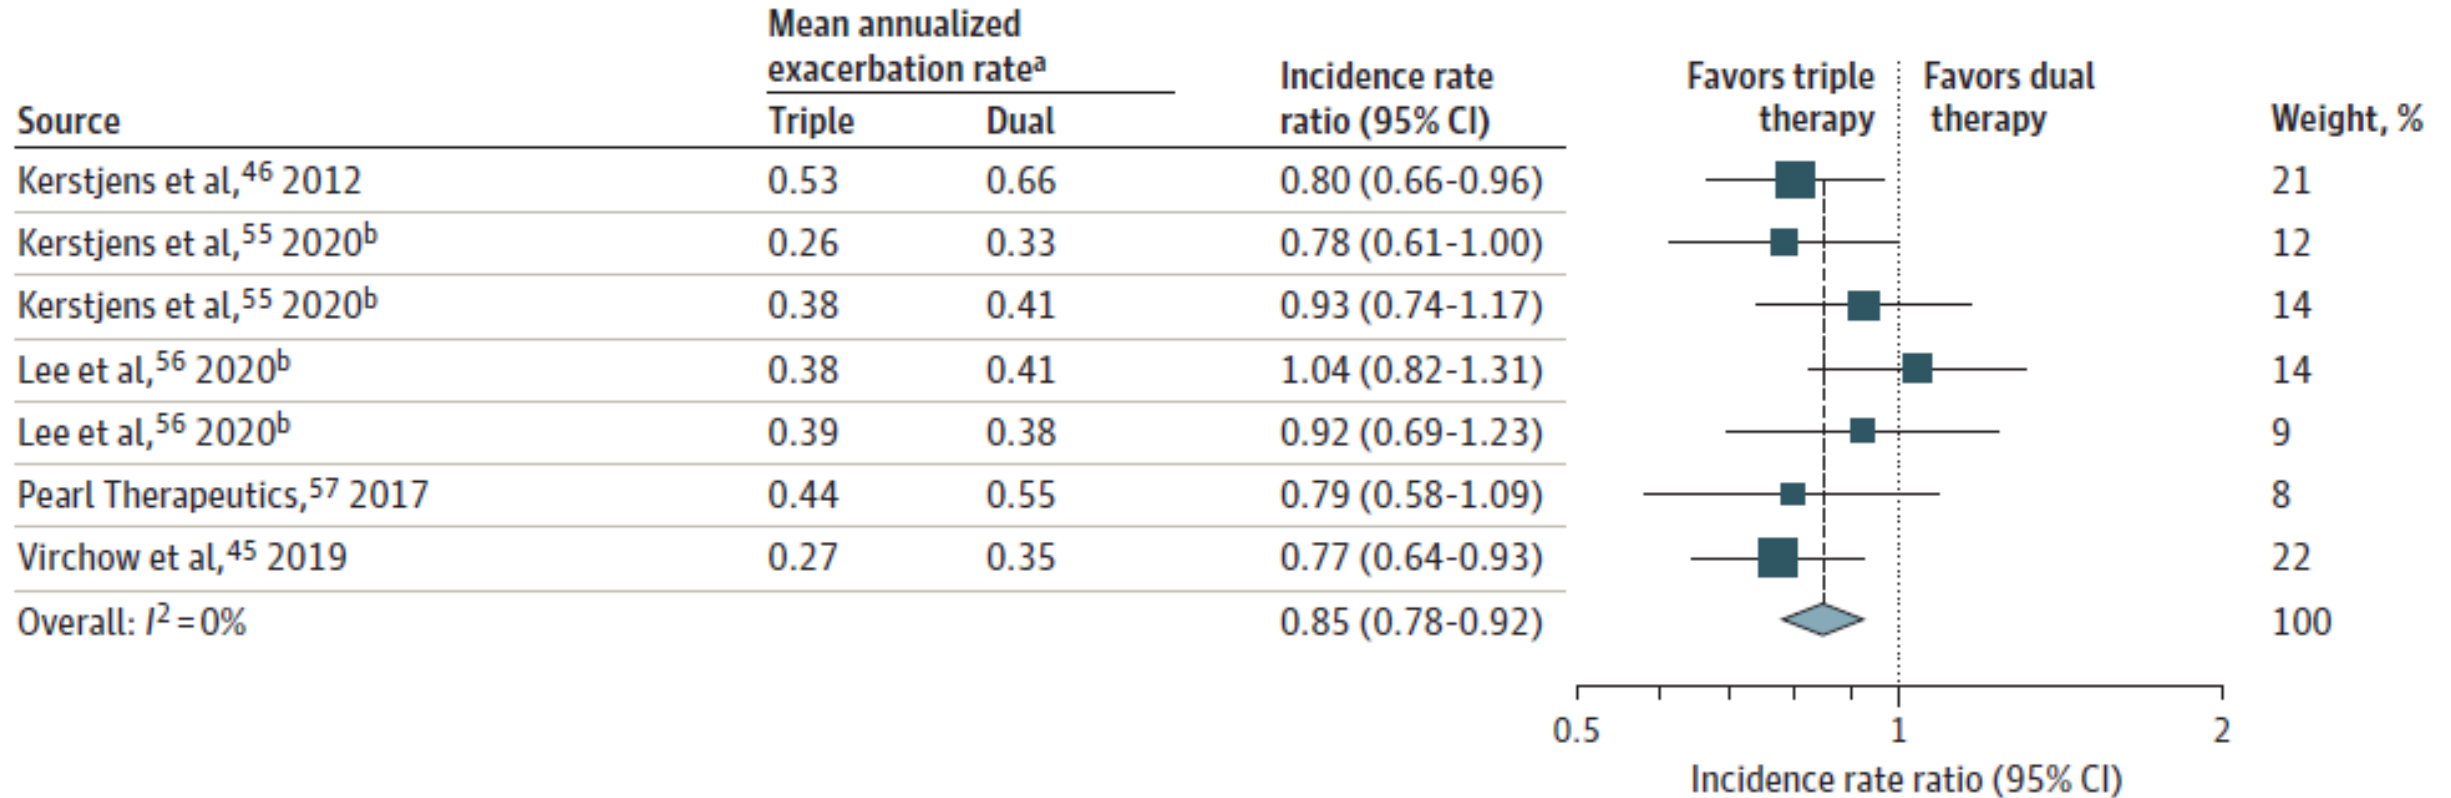 Mean annualized
exacerbation rateᵃ
Incidence rate
ratio (95% CI)
Favors triple
therapy
Favors dual
therapy
Source Triple Dual Weight, %
Kerstjens et al,⁴⁶ 2012 0.53 0.66 0.80 (0.66-0.96) 21
Kerstjens et al,⁵⁵ 2020ᵇ 0.26 0.33 0.78 (0.61-1.00) 12
Kerstjens et al,⁵⁵ 2020ᵇ 0.38 0.41 0.93 (0.74-1.17) 14
Lee et al,⁵⁶ 2020ᵇ 0.38 0.41 1.04 (0.82-1.31) 14
Lee et al,⁵⁶ 2020ᵇ 0.39 0.38 0.92 (0.69-1.23) 9
Pearl Therapeutics,⁵⁷ 2017 0.44 0.55 0.79 (0.58-1.09) 8
Virchow et al,⁴⁵ 2019 0.27 0.35 0.77 (0.64-0.93) 22
Overall: I² = 0% 0.85 (0.78-0.92) 100
0.5 1 2
Incidence rate ratio (95% CI)